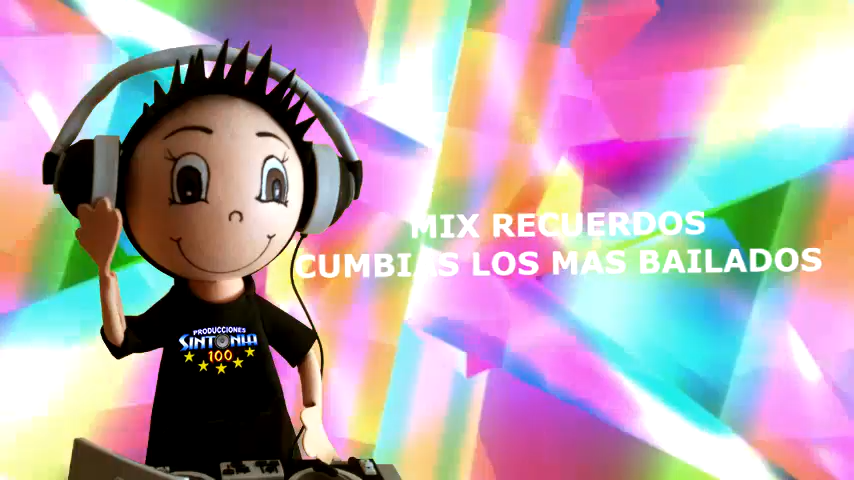 MIX RECUERDOS
CUMBIAS LOS MAS BAILADOS
PRODUCCIONES
SINTONIA
100